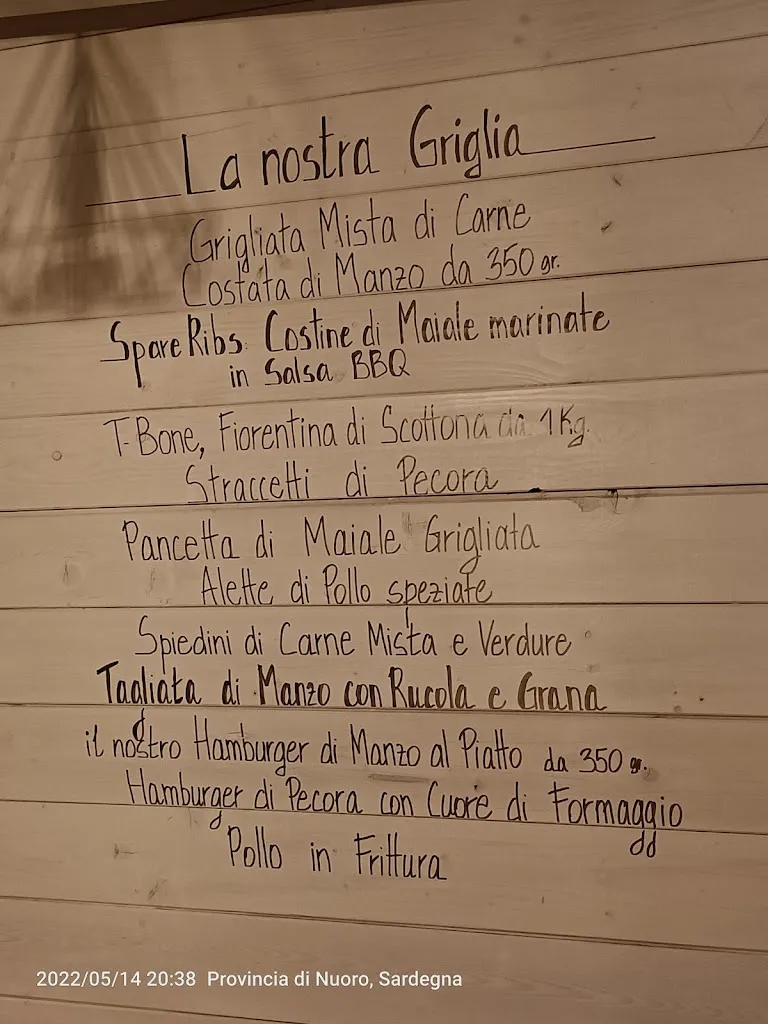 La nostra Griglia
Grigliata Mista di Carne
Costata di Manzo da 350 gr.
Spare Ribs: Costine di Maiale marinate
in Salsa BBQ
T-Bone, Fiorentina di Scottona da 1Kg.
Straccetti di Pecora
Pancetta di Maiale Grigliata
Alette di Pollo speziate
Spiedini di Carne Mista e Verdure
Tagliata di Manzo con Rucola e Grana
il nostro Hamburger di Manzo al Piatto da 350 gr.
Hamburger di Pecora con Cuore di Formaggio
Pollo in Frittura
2022/05/14 20:38 Provincia di Nuoro, Sardegna